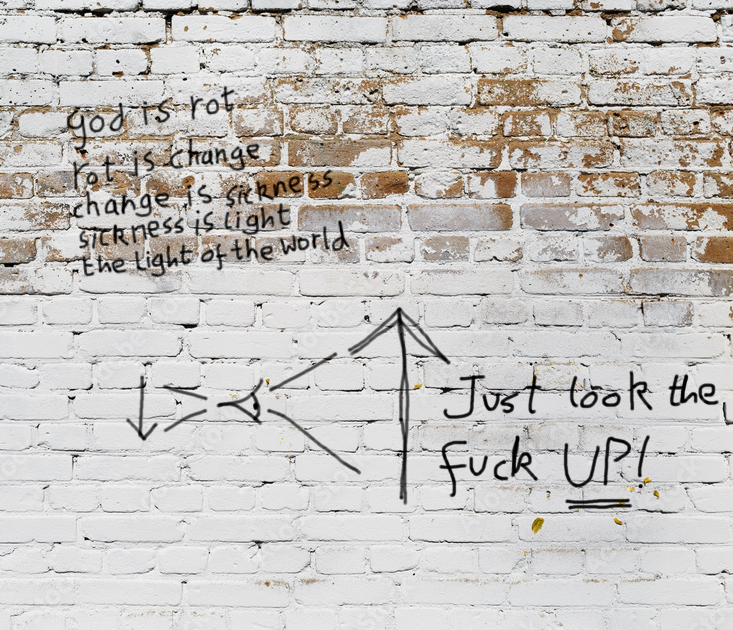 god is rot
rot is change
change is sickness
sickness is light
the light of the world
Just look the
fuck UP!